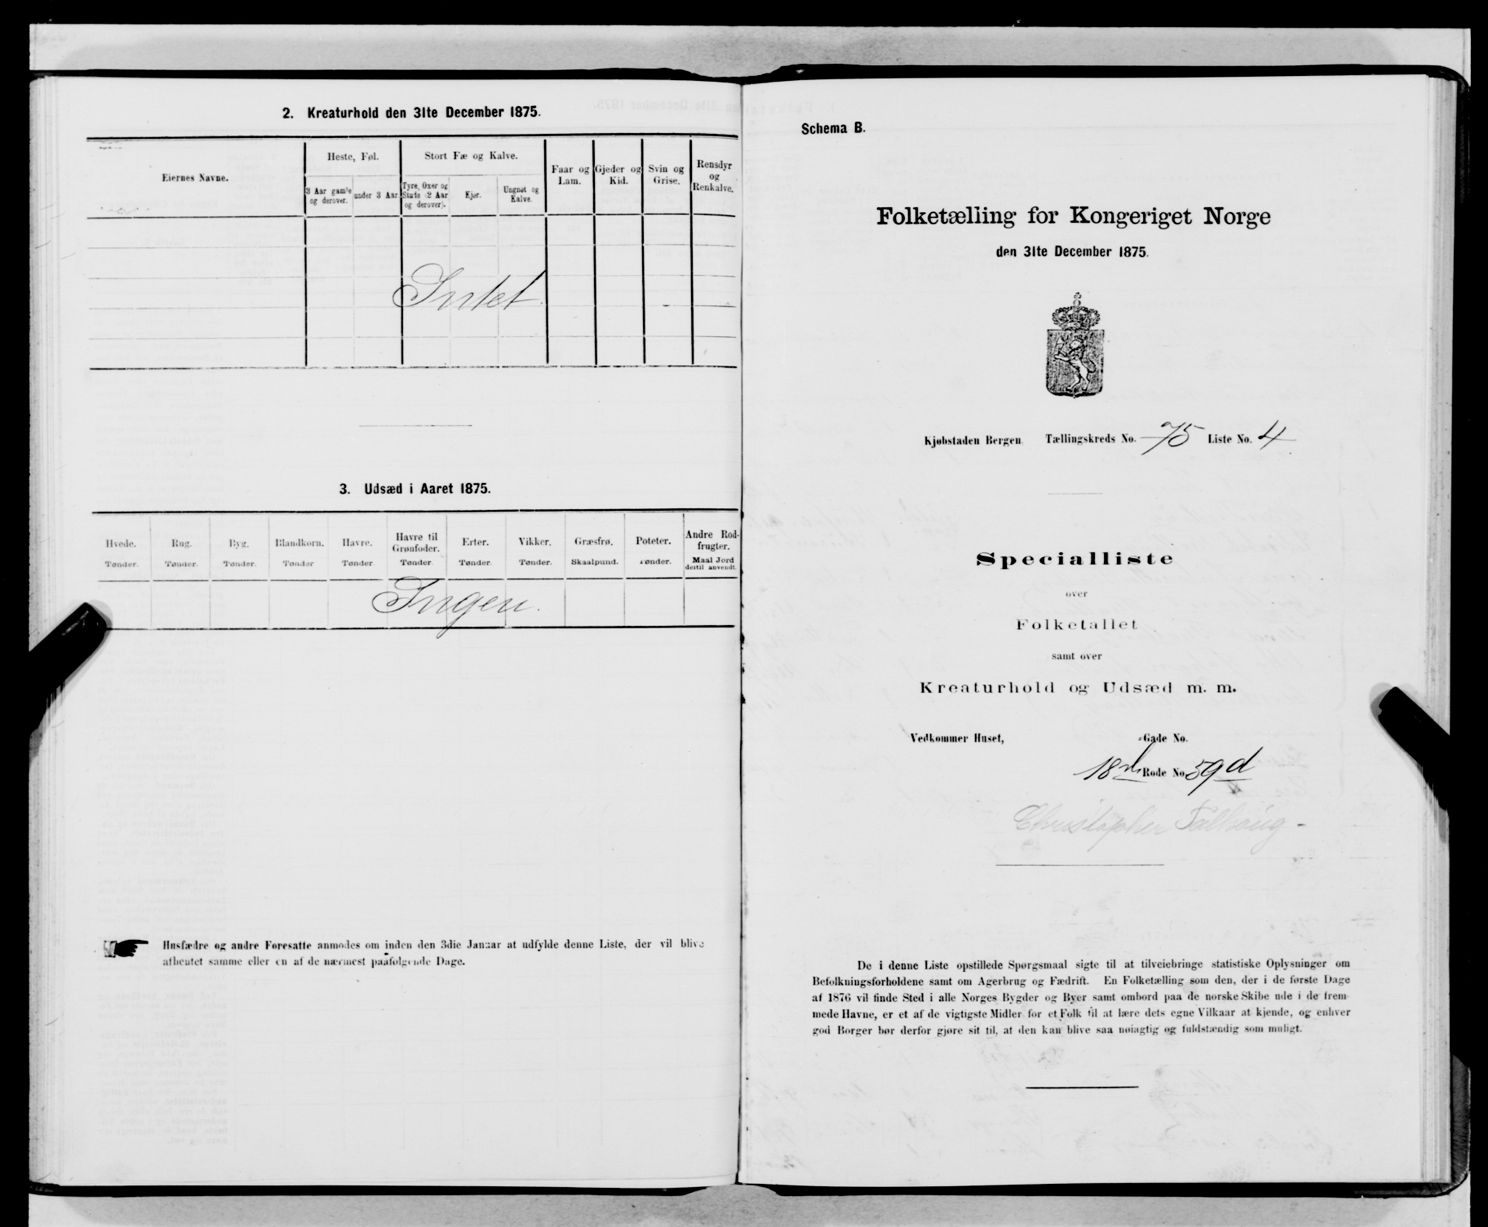 2. Kreaturhold den 31te December 1875.
Eiernes Navne.
Heste, Føl.
Stort Fæ og Kalve.
Faar og Lam.
Gjeder og Kid.
Svin og Grise.
Rensdyr og Renkalve.
3 Aar gamle og derover.
under 3 Aar
Tyre, Oxer og Stude (2 Aar og derover).
Kjør.
Ungnøt og Kalve.
Intet
3. Udsæd i Aaret 1875.
Hvede. Rug. Byg. Blandkorn. Havre. Havre til Grønfoder. Erter. Vikker. Græsfrø. Poteter. Andre Rodfrugter.
Tønder. Tønder. Tønder. Tønder Tønder Tønder Tønder. Tønder. Skaalpund. Tønder. Maal Jord dertil anvendt.
Ingen.
Husfædre og andre Foresatte anmodes om inden den 3die Januar at udfylde denne Liste, der vil blive
afhentet samme eller en af de nærmest paafølgende Dage.
Schema B.
Folketælling for Kongeriget Norge
den 31te December 1875.
Kjøbstaden Bergen Tællingskreds No. 75 Liste No. 4
Specialliste
over
Folketallet
samt over
Kreaturhold og Udsæd m. m.
Vedkommer Huset, Gade No.
18 Rode No 59d
Christopher
De i denne Liste opstillede Spørgsmaal sigte til at tilveiebringe statistiske Oplysninger om
Befolkningsforholdene samt om Agerbrug og Fædrift. En Folketælling som den, der i de første Dage
af 1876 vil finde Sted i alle Norges Bygder og Byer samt ombord paa de norske Skibe ude i de frem
mede Havne, er et af de vigtigste Midler for et Folk til at lære dets egne Vilkaar at kjende, og enhver
god Borger bør derfor gjøre sit til, at den kan blive saa nøiagtig og fuldstændig som muligt.